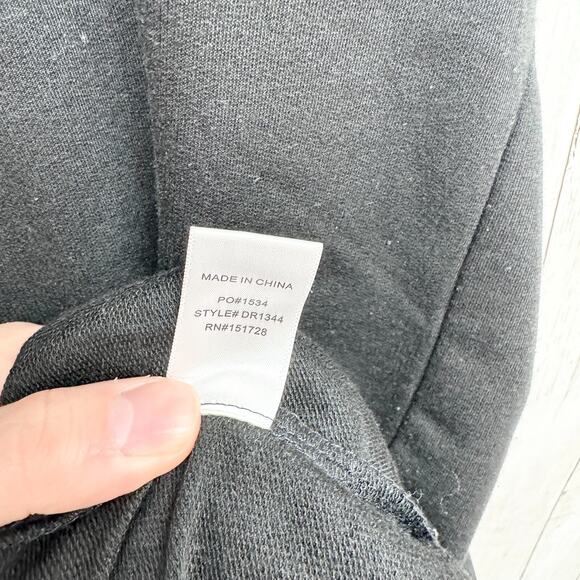 MADE IN CHINA
PO#1534
STYLE# DR1344
RN#151728